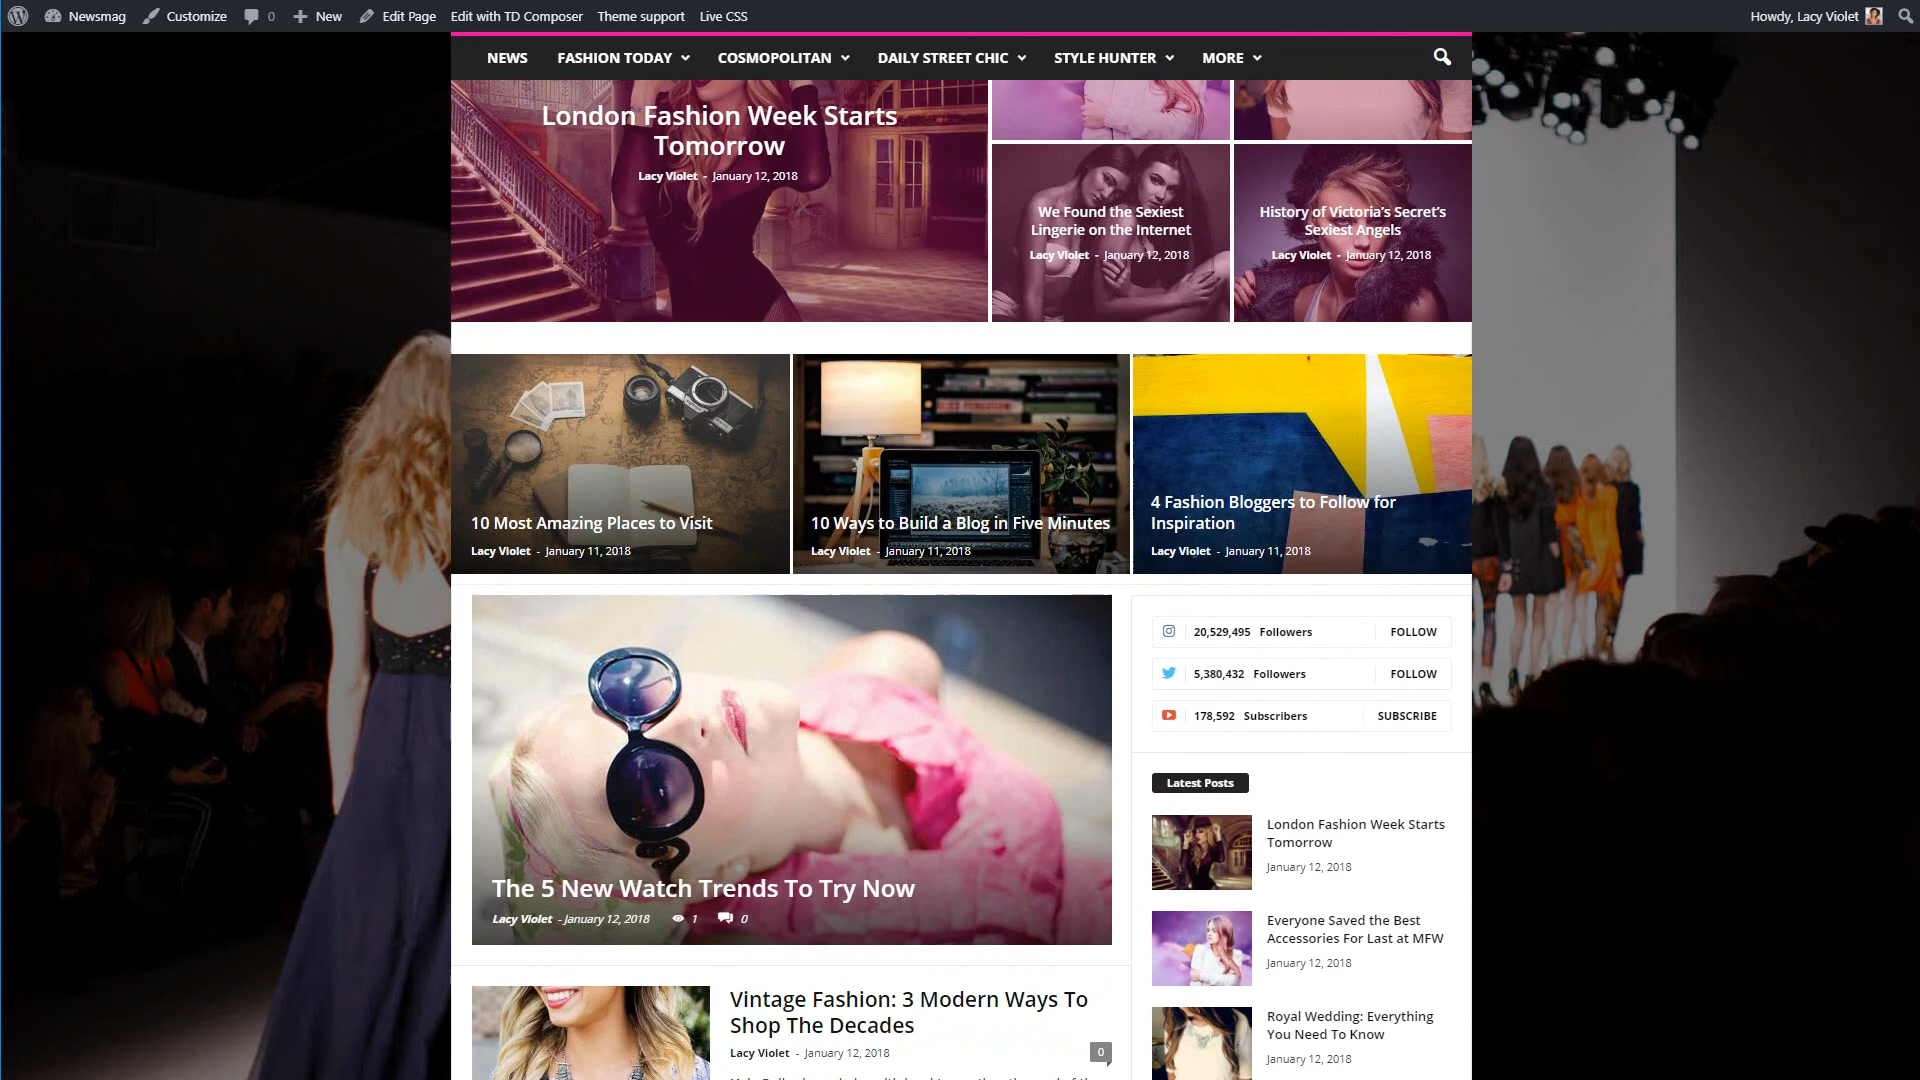 Newsmag Customize 0 New Edit Page Edit with TD Composer Theme support Live CSS Howdy, Lacy Violet
NEWS FASHION TODAY COSMOPOLITAN DAILY STREET CHIC STYLE HUNTER MORE
London Fashion Week Starts
Tomorrow
Lacy Violet - January 12, 2018
We Found the Sexiest
Lingerie on the Internet
Lacy Violet - January 12, 2018
History of Victoria's Secret's
Sexiest Angels
Lacy Violet - January 12, 2018
10 Most Amazing Places to Visit
Lacy Violet - January 11, 2018
10 Ways to Build a Blog in Five Minutes
Lacy Violet - January 11, 2018
4 Fashion Bloggers to Follow for
Inspiration
Lacy Violet - January 11, 2018
The 5 New Watch Trends To Try Now
Lacy Violet - January 12, 2018 1 0
Vintage Fashion: 3 Modern Ways To
Shop The Decades
Lacy Violet - January 12, 2018 0
20,529,495 Followers FOLLOW
5,380,432 Followers FOLLOW
178,592 Subscribers SUBSCRIBE
Latest Posts
London Fashion Week Starts
Tomorrow
January 12, 2018
Everyone Saved the Best
Accessories For Last at MFW
January 12, 2018
Royal Wedding: Everything
You Need To Know
January 12, 2018